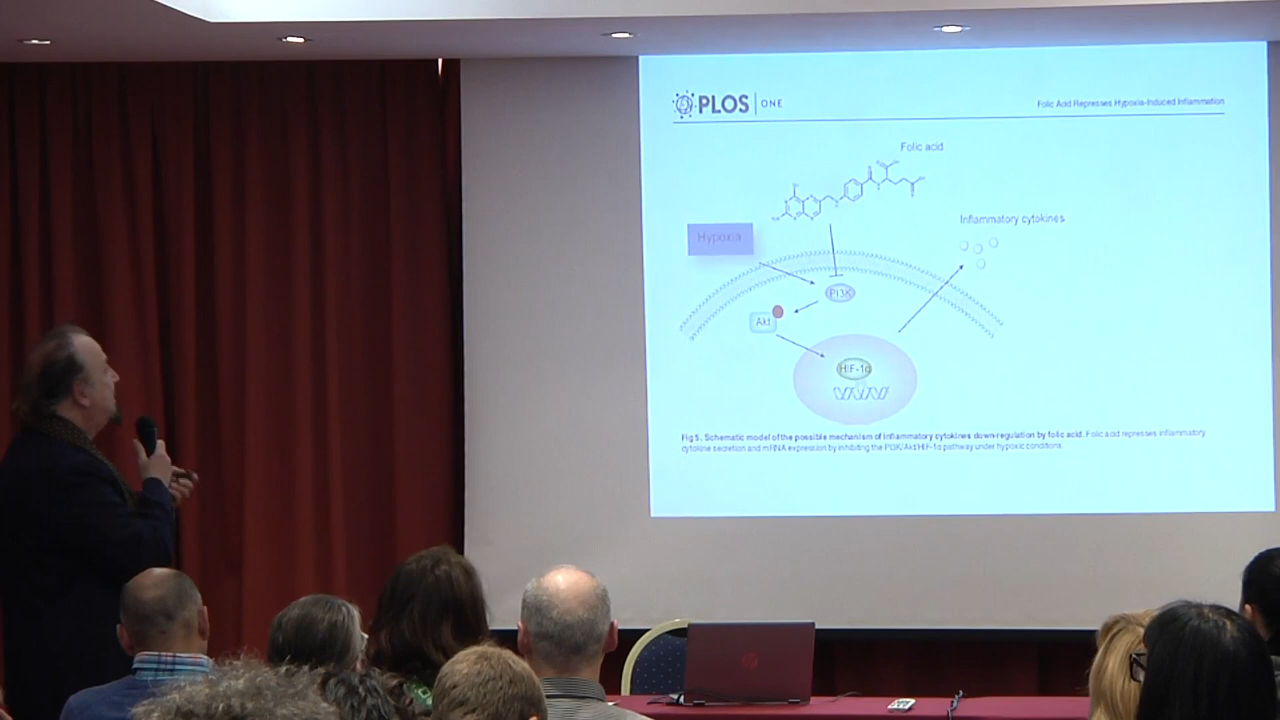 PLOS ONE
Folic Acid Represses Hypoxia-Induced Inflammation
Folic acid
Inflammatory cytokines
Hypoxia
PI3K
Akt
HIF-1α
Fig 5. Schematic model of the possible mechanism of inflammatory cytokines down-regulation by folic acid. Folic acid represses inflammatory
cytokine secretion and mRNA expression by inhibiting the PI3K/Akt/HIF-1α pathway under hypoxic conditions.